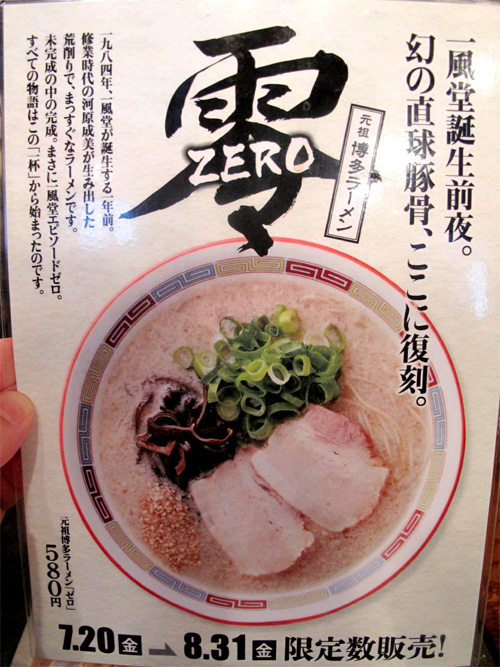 一風堂誕生前夜。
幻の直球豚骨、ここに復刻。
零
ZERO
元祖 博多ラーメン
一九八四年、一風堂が誕生する一年前。
修業時代の河原成美が生み出した
荒削りで、まっすぐなラーメンです。
未完成の中の完成。まさに一風堂エピソードゼロ。
すべての物語はこの「一杯」から始まったのです。
元祖博多ラーメン「ゼロ」
580円
7.20金 → 8.31金 限定数販売!